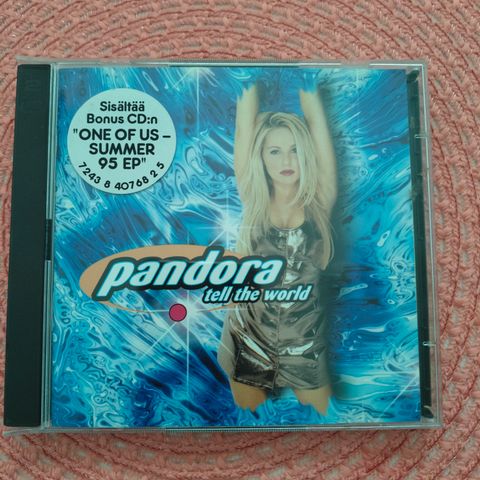 Sisältää
Bonus CD:n
"ONE OF US –
SUMMER
95 EP"
7243 8 40768 2 5
pandora
tell the world